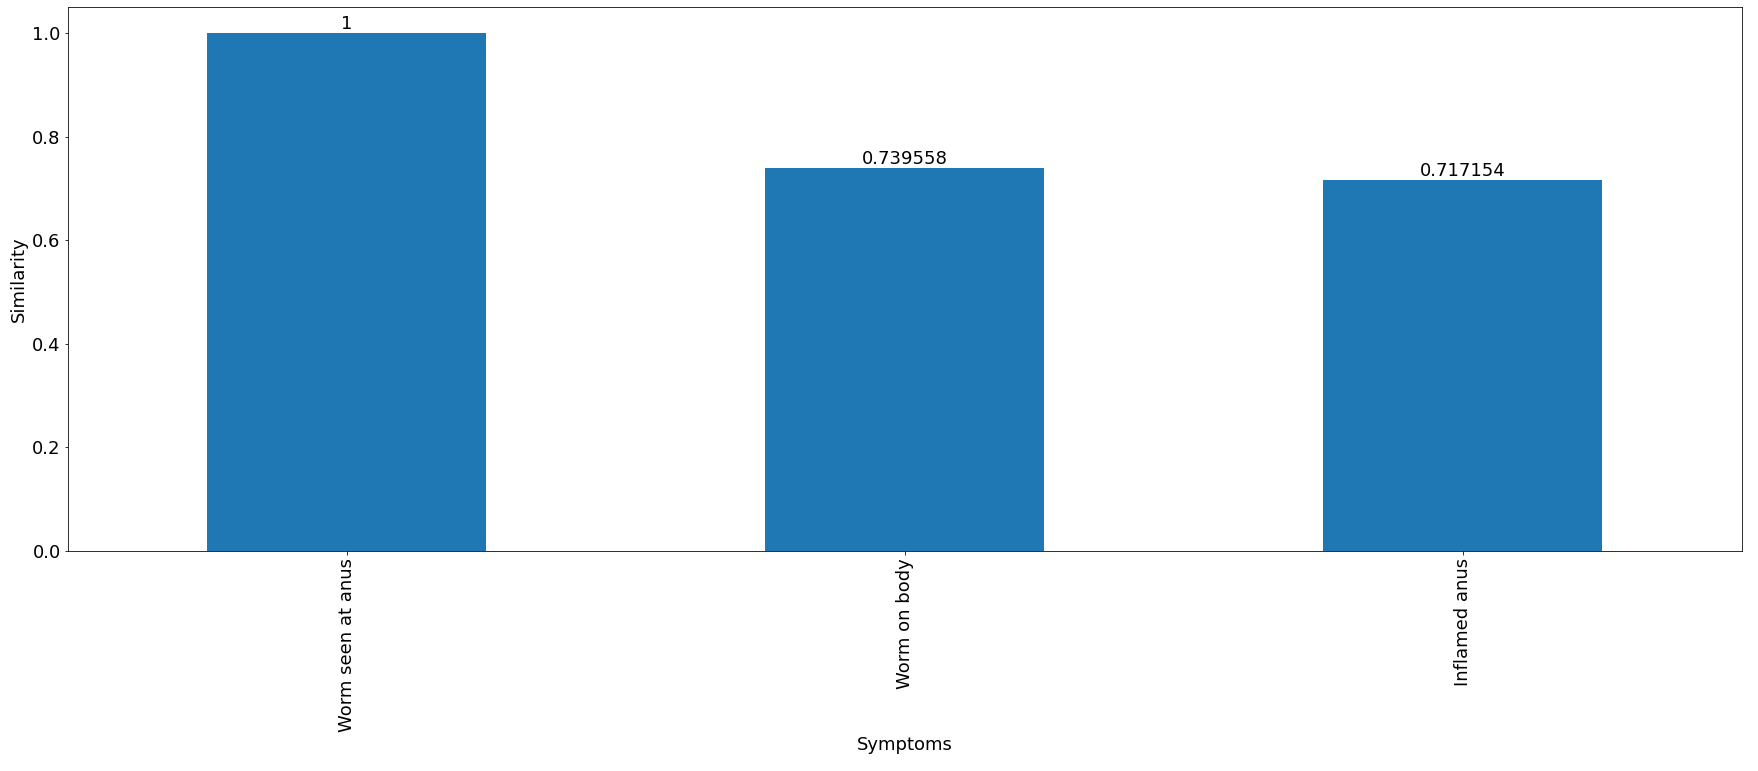 1
0.739558
0.717154
1.0
0.8
0.6
0.4
0.2
0.0
Similarity
Worm seen at anus
Worm on body
Inflamed anus
Symptoms